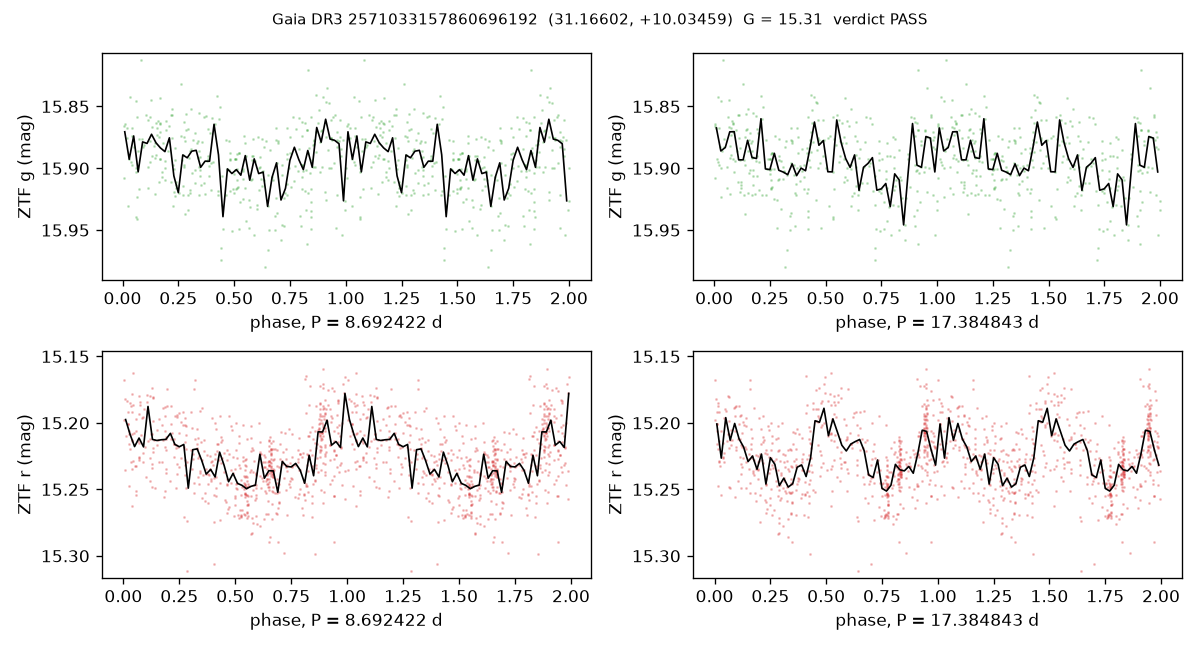 Gaia DR3 2571033157860696192 (31.16602, +10.03459) G = 15.31 verdict PASS
ZTF g (mag)
15.85
15.90
15.95
0.00 0.25 0.50 0.75 1.00 1.25 1.50 1.75 2.00
phase, P = 8.692422 d
ZTF g (mag)
15.85
15.90
15.95
0.00 0.25 0.50 0.75 1.00 1.25 1.50 1.75 2.00
phase, P = 17.384843 d
ZTF r (mag)
15.15
15.20
15.25
15.30
0.00 0.25 0.50 0.75 1.00 1.25 1.50 1.75 2.00
phase, P = 8.692422 d
ZTF r (mag)
15.15
15.20
15.25
15.30
0.00 0.25 0.50 0.75 1.00 1.25 1.50 1.75 2.00
phase, P = 17.384843 d